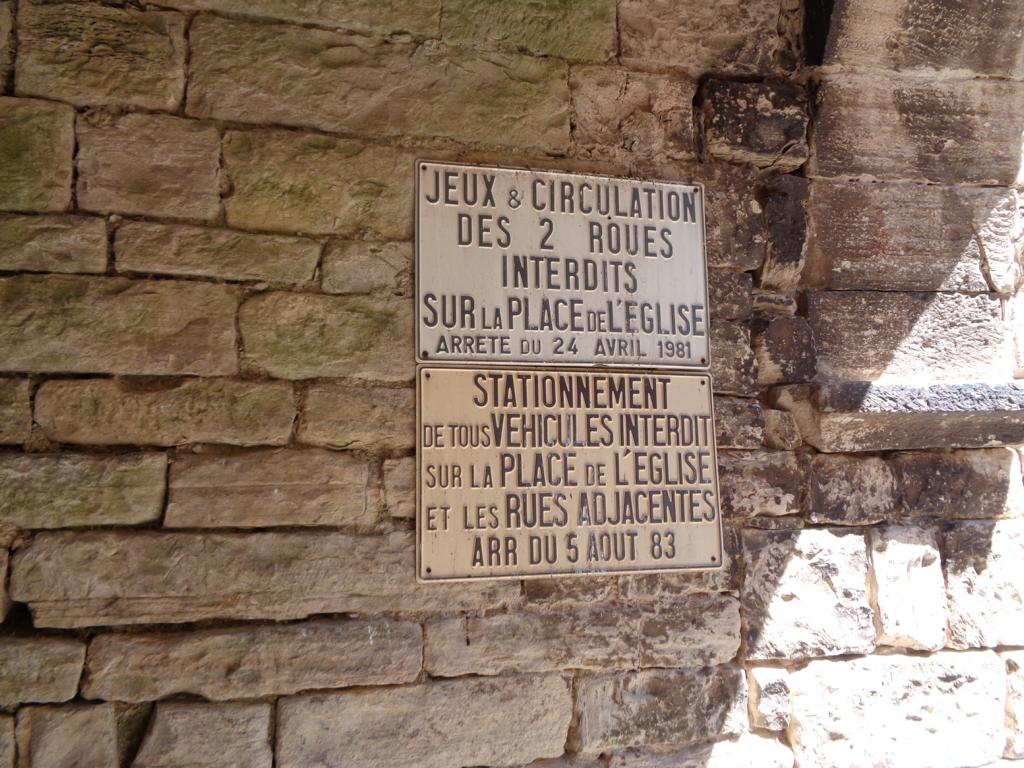 JEUX & CIRCULATION
DES 2 ROUES
INTERDITS
SUR LA PLACE DE L'EGLISE
ARRETE DU 24 AVRIL 1981
STATIONNEMENT
DE TOUS VEHICULES INTERDIT
SUR LA PLACE DE L'EGLISE
ET LES RUES ADJACENTES
ARR DU 5 AOUT 83